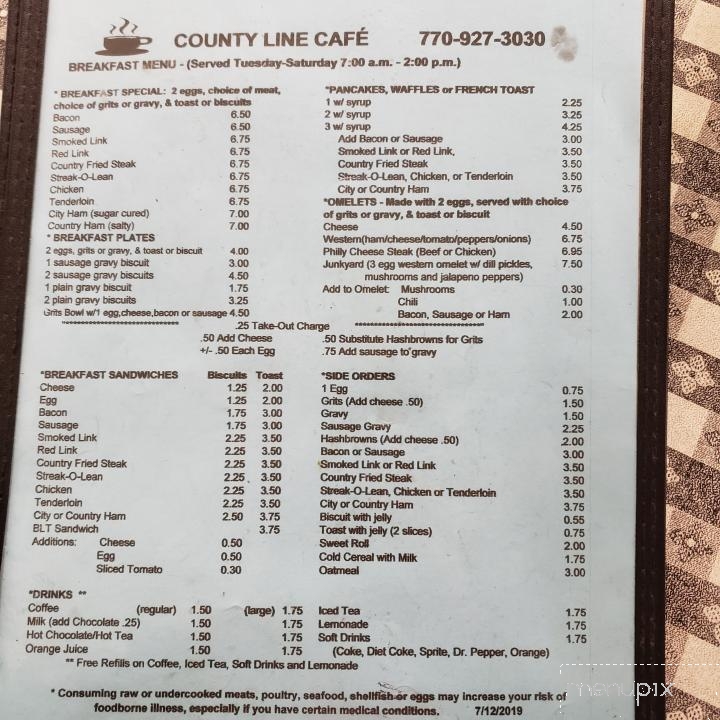 COUNTY LINE CAFÉ 770-927-3030
BREAKFAST MENU - (Served Tuesday-Saturday 7:00 a.m. - 2:00 p.m.)
* BREAKFAST SPECIAL: 2 eggs, choice of meat,
choice of grits or gravy, & toast or biscuits
Bacon 6.50
Sausage 6.50
Smoked Link 6.75
Red Link 6.75
Country Fried Steak 6.75
Streak-O-Lean 6.75
Chicken 6.75
Tenderloin 6.75
City Ham (sugar cured) 7.00
Country Ham (salty) 7.00
* BREAKFAST PLATES
2 eggs, grits or gravy, & toast or biscuit 4.00
1 sausage gravy biscuit 3.00
2 sausage gravy biscuits 4.50
1 plain gravy biscuit 1.75
2 plain gravy biscuits 3.25
Grits Bowl w/1 egg,cheese,bacon or sausage 4.50
*PANCAKES, WAFFLES or FRENCH TOAST
1 w/ syrup 2.25
2 w/ syrup 3.25
3 w/ syrup 4.25
Add Bacon or Sausage 3.00
Smoked Link or Red Link, 3.50
Country Fried Steak 3.50
Streak-O-Lean, Chicken, or Tenderloin 3.50
City or Country Ham 3.75
*OMELETS - Made with 2 eggs, served with choice
of grits or gravy, & toast or biscuit
Cheese 4.50
Western(ham/cheese/tomato/peppers/onions) 6.75
Philly Cheese Steak (Beef or Chicken) 6.95
Junkyard (3 egg western omelet w/ dill pickles, 7.50
mushrooms and jalapeno peppers)
Add to Omelet: Mushrooms 0.30
Chili 1.00
Bacon, Sausage or Ham 2.00
.25 Take-Out Charge
.50 Add Cheese .50 Substitute Hashbrowns for Grits
+/- .50 Each Egg .75 Add sausage to gravy
*BREAKFAST SANDWICHES Biscuits Toast
Cheese 1.25 2.00
Egg 1.25 2.00
Bacon 1.75 3.00
Sausage 1.75 3.00
Smoked Link 2.25 3.50
Red Link 2.25 3.50
Country Fried Steak 2.25 3.50
Streak-O-Lean 2.25 3.50
Chicken 2.25 3.50
Tenderloin 2.25 3.50
City or Country Ham 2.50 3.75
BLT Sandwich 3.75
Additions: Cheese 0.50
Egg 0.50
Sliced Tomato 0.30
*SIDE ORDERS
1 Egg 0.75
Grits (Add cheese .50) 1.50
Gravy 1.50
Sausage Gravy 2.25
Hashbrowns (Add cheese .50) 2.00
Bacon or Sausage 3.00
Smoked Link or Red Link 3.50
Country Fried Steak 3.50
Streak-O-Lean, Chicken or Tenderloin 3.50
City or Country Ham 3.75
Biscuit with jelly 0.55
Toast with jelly (2 slices) 0.75
Sweet Roll 2.00
Cold Cereal with Milk 1.75
Oatmeal 3.00
*DRINKS **
Coffee (regular) 1.50 (large) 1.75
Milk (add Chocolate .25) 1.50 1.75
Hot Chocolate/Hot Tea 1.50 1.75
Orange Juice 1.50 1.75
Iced Tea 1.75
Lemonade 1.75
Soft Drinks 1.75
(Coke, Diet Coke, Sprite, Dr. Pepper, Orange)
** Free Refills on Coffee, Iced Tea, Soft Drinks and Lemonade
* Consuming raw or undercooked meats, poultry, seafood, shellfish or eggs may increase your risk of
foodborne illness, especially if you have certain medical conditions. 7/12/2019
menupix